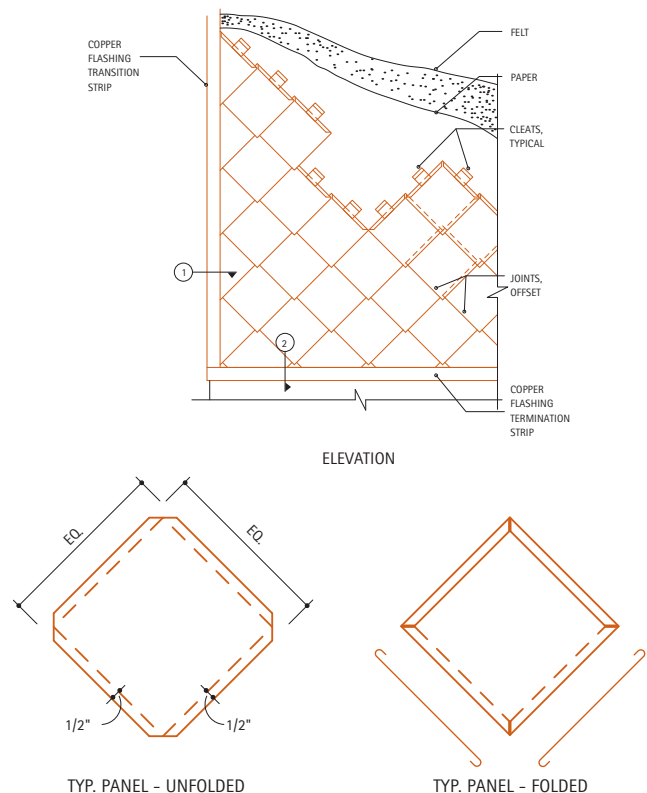 FELT
COPPER
FLASHING
TRANSITION
STRIP
PAPER
CLEATS,
TYPICAL
1
JOINTS,
OFFSET
2
COPPER
FLASHING
TERMINATION
STRIP
ELEVATION
EQ.
EQ.
1/2"
1/2"
TYP. PANEL - UNFOLDED
TYP. PANEL - FOLDED